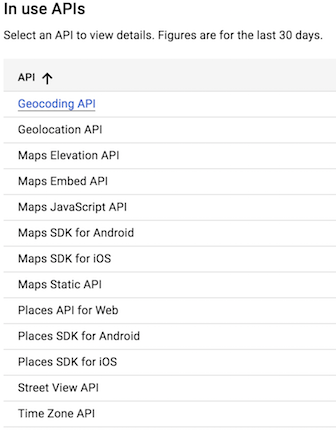 In use APIs
Select an API to view details. Figures are for the last 30 days.
API
Geocoding API
Geolocation API
Maps Elevation API
Maps Embed API
Maps JavaScript API
Maps SDK for Android
Maps SDK for iOS
Maps Static API
Places API for Web
Places SDK for Android
Places SDK for iOS
Street View API
Time Zone API